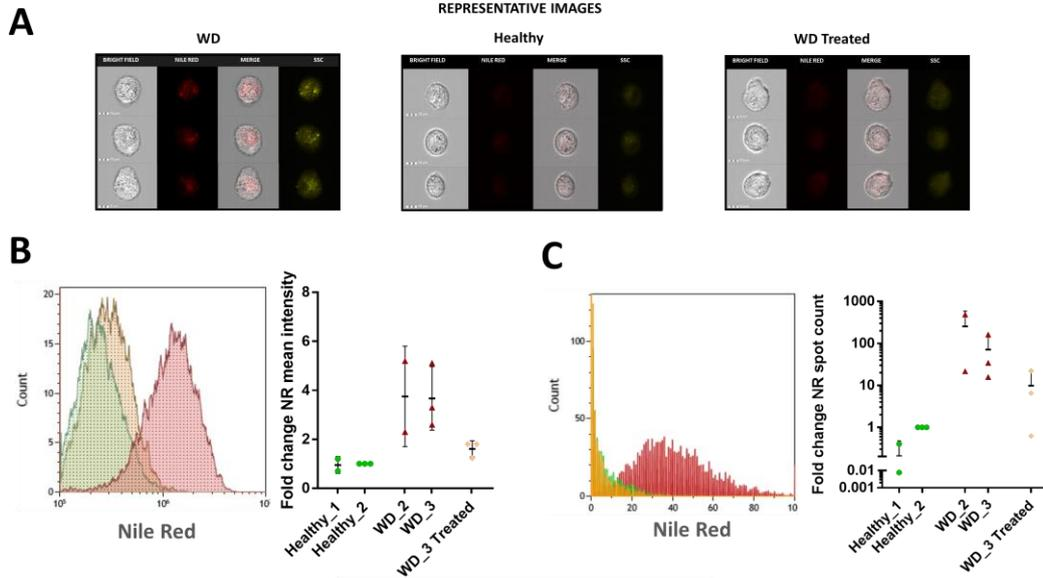 REPRESENTATIVE IMAGES
A
WD
Healthy
WD Treated
BRIGHT FIELD NILE RED MERGE SSC
BRIGHT FIELD NILE RED MERGE SSC
BRIGHT FIELD NILE RED MERGE SSC
B
20
15
10
5
0
Count
10⁵ 10⁶ 10
Nile Red
Fold change NR mean intensity
8
6
4
2
0
Healthy_1
Healthy_2
WD_2
WD_3
WD_3 Treated
C
100
50
0
Count
0 20 40 60 80 10
Nile Red
Fold change NR spot count
1000
100
10
1
0.01
0.001
Healthy_1
Healthy_2
WD_2
WD_3
WD_3 Treated